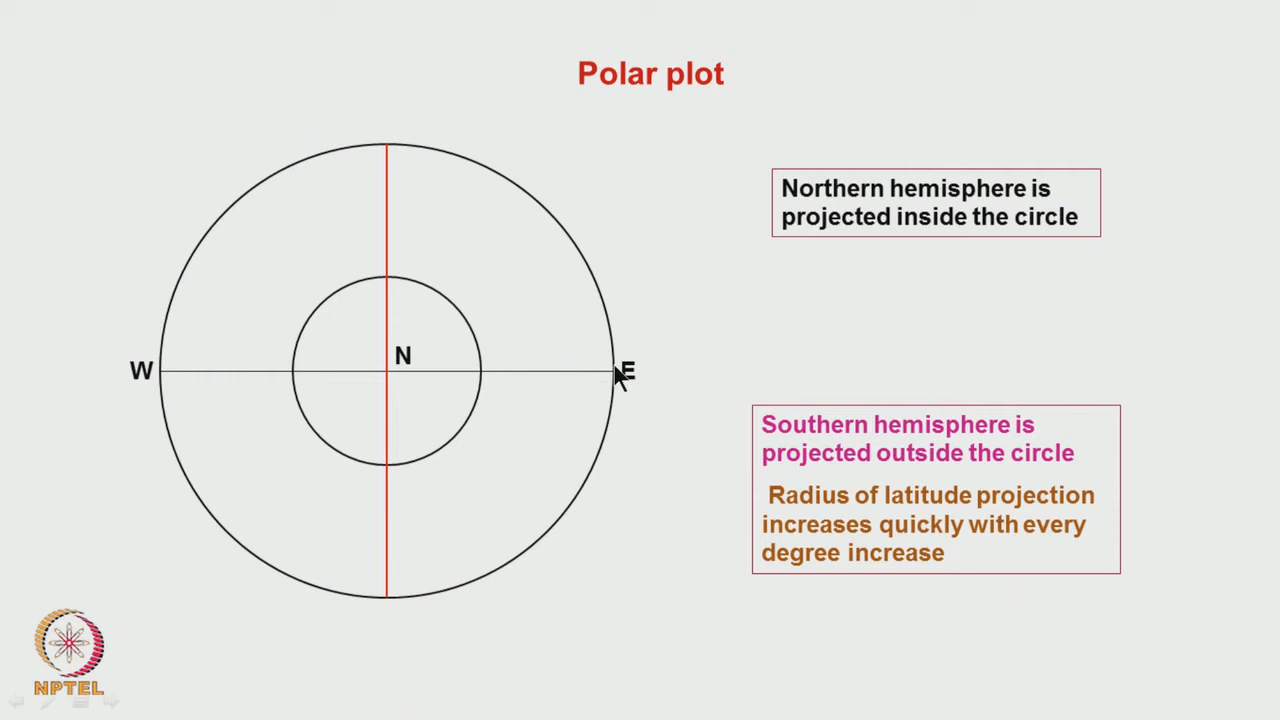 Polar plot
Northern hemisphere is
projected inside the circle
N
W
E
Southern hemisphere is
projected outside the circle
Radius of latitude projection
increases quickly with every
degree increase
NPTEL